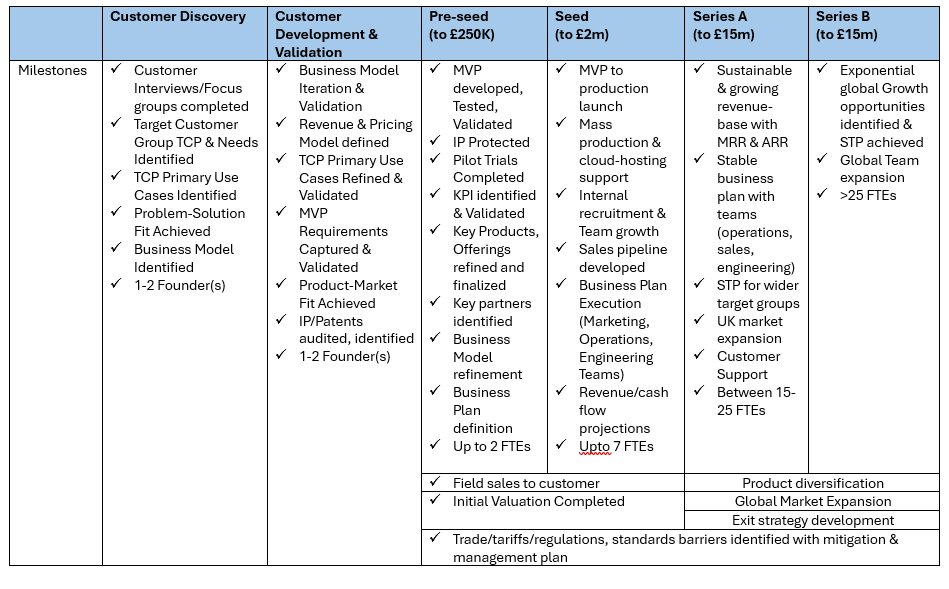 Customer Discovery
Customer
Development &
Validation
Pre-seed
(to £250K)
Seed
(to £2m)
Series A
(to £15m)
Series B
(to £15m)
Milestones
✓ Customer
Interviews/Focus
groups completed
✓ Target Customer
Group TCP & Needs
Identified
✓ TCP Primary Use
Cases Identified
✓ Problem-Solution
Fit Achieved
✓ Business Model
Identified
✓ 1-2 Founder(s)
✓ Business Model
Iteration &
Validation
✓ Revenue & Pricing
Model defined
✓ TCP Primary Use
Cases Refined &
Validated
✓ MVP
Requirements
Captured &
Validated
✓ Product-Market
Fit Achieved
✓ IP/Patents
audited, identified
✓ 1-2 Founder(s)
✓ MVP
developed,
Tested,
Validated
✓ IP Protected
✓ Pilot Trials
Completed
✓ KPI identified
& Validated
✓ Key Products,
Offerings
refined and
finalized
✓ Key partners
identified
✓ Business
Model
refinement
✓ Business
Plan
definition
✓ Up to 2 FTEs
✓ MVP to
production
launch
✓ Mass
production &
cloud-hosting
support
✓ Internal
recruitment &
Team growth
✓ Sales pipeline
developed
✓ Business Plan
Execution
(Marketing,
Operations,
Engineering
Teams)
✓ Revenue/cash
flow
projections
✓ Upto 7 FTEs
✓ Sustainable
& growing
revenue-
base with
MRR & ARR
✓ Stable
business
plan with
teams
(operations,
sales,
engineering)
✓ STP for wider
target groups
✓ UK market
expansion
✓ Customer
Support
✓ Between 15-
25 FTEs
✓ Exponential
global Growth
opportunities
identified &
STP achieved
✓ Global Team
expansion
✓ >25 FTEs
✓ Field sales to customer
✓ Initial Valuation Completed
Product diversification
Global Market Expansion
Exit strategy development
✓ Trade/tariffs/regulations, standards barriers identified with mitigation &
management plan